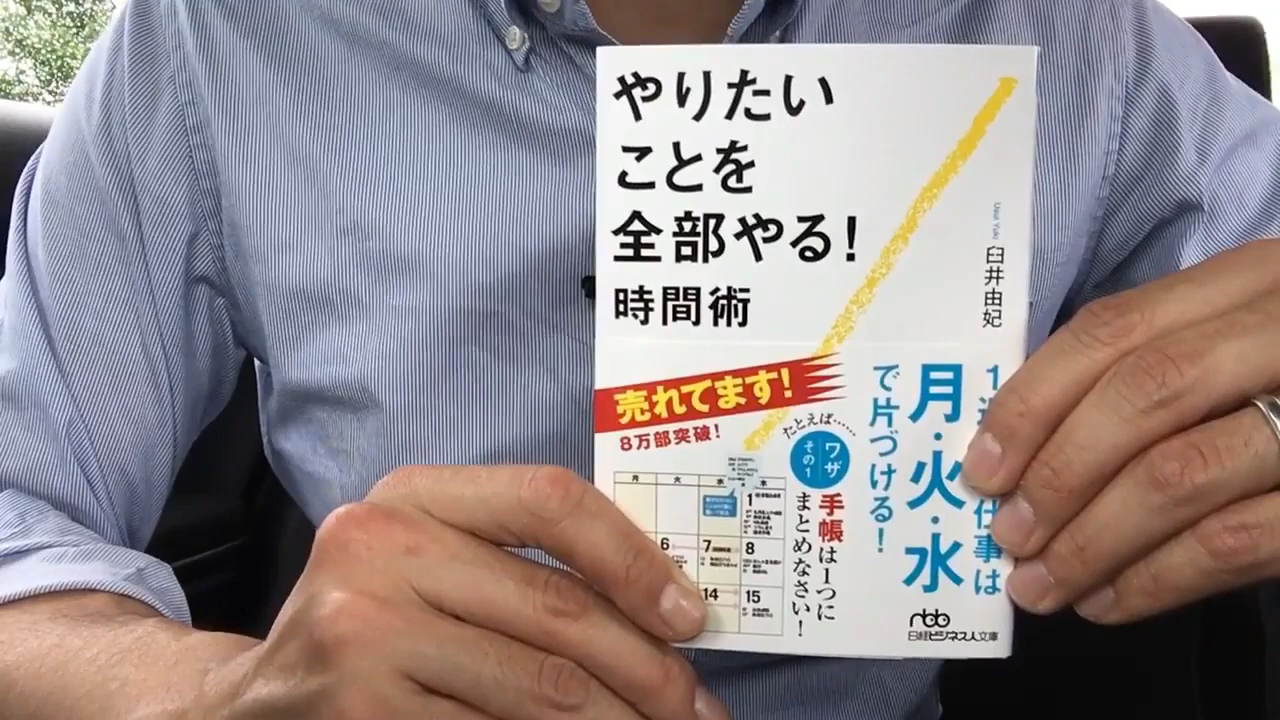 やりたい
ことを
全部やる!
時間術
Usui Yuki
臼井由妃
売れてます!
8万部突破!
1週
仕事は
月・火・水
で片づける!
たとえば……
ワザ
その1
手帳は1つに
まとめなさい!
月 火 水 木
1
6 7 8
14 15
nbb
日経ビジネス人文庫